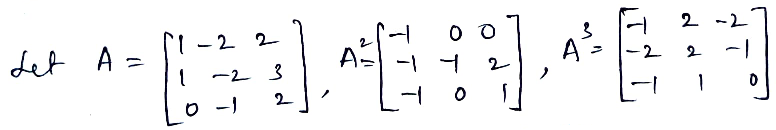 Let A = [1 -2 2; 1 -2 3; 0 -1 2], A² = [-1 0 0; -1 -1 2; -1 0 1], A³ = [-1 2 -2; -2 2 -1; -1 1 0]